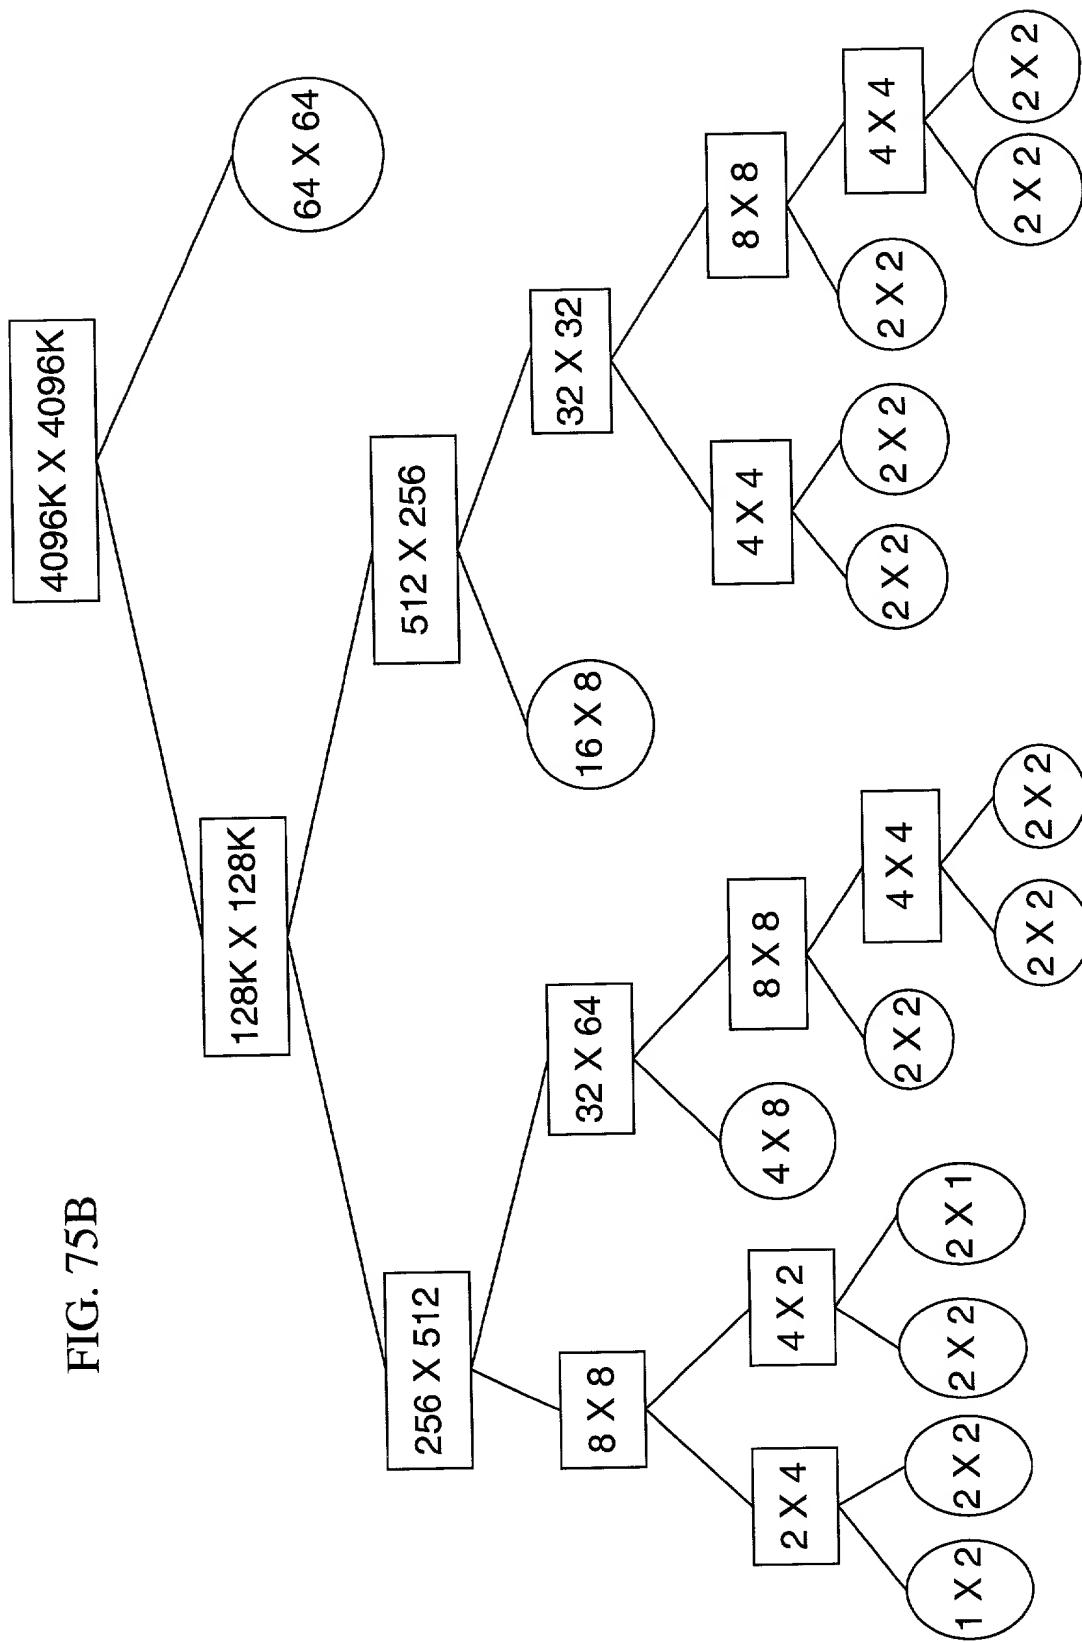 FIG. 75B
4096K X 4096K
128K X 128K
64 X 64
256 X 512
512 X 256
8 X 8
32 X 64
16 X 8
32 X 32
2 X 4
4 X 2
4 X 8
8 X 8
4 X 4
8 X 8
1 X 2
2 X 2
2 X 2
2 X 1
2 X 2
4 X 4
2 X 2
2 X 2
2 X 2
4 X 4
2 X 2
2 X 2
2 X 2
2 X 2